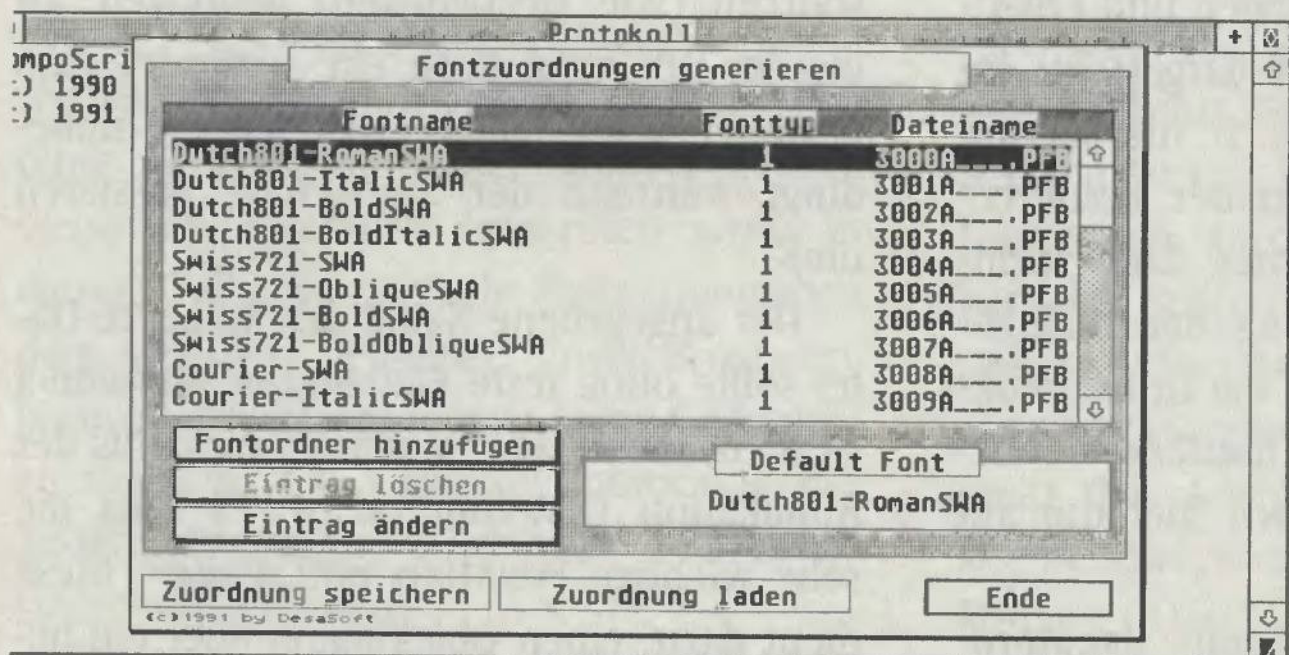 Protokoll
ompoScri
c) 1990
c) 1991
Fontzuordnungen generieren
Fontname Fonttyp Dateiname
Dutch801-RomanSWA 1 3000A___.PFB
Dutch801-ItalicSWA 1 3001A___.PFB
Dutch801-BoldSWA 1 3002A___.PFB
Dutch801-BoldItalicSWA 1 3003A___.PFB
Swiss721-SWA 1 3004A___.PFB
Swiss721-ObliqueSWA 1 3005A___.PFB
Swiss721-BoldSWA 1 3006A___.PFB
Swiss721-BoldObliqueSWA 1 3007A___.PFB
Courier-SWA 1 3008A___.PFB
Courier-ItalicSWA 1 3009A___.PFB
Fontordner hinzufügen
Eintrag löschen
Eintrag ändern
Default Font
Dutch801-RomanSWA
Zuordnung speichern
Zuordnung laden
Ende
(c)1991 by DesaSoft